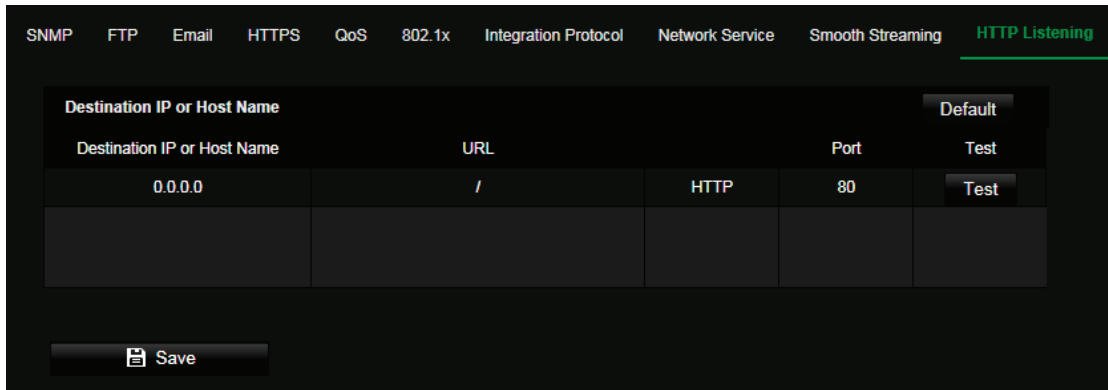 SNMP FTP Email HTTPS QoS 802.1x Integration Protocol Network Service Smooth Streaming HTTP Listening
Destination IP or Host Name Default
Destination IP or Host Name URL Port Test
0.0.0.0 / HTTP 80 Test
Save